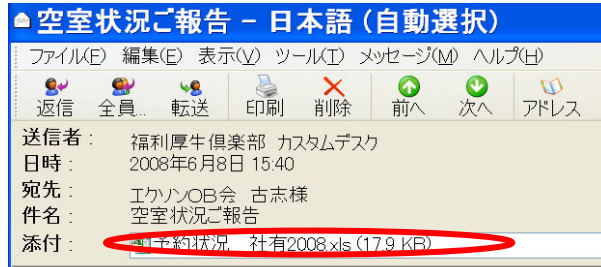 空室状況ご報告 - 日本語 (自動選択)
ファイル(F) 編集(E) 表示(V) ツール(T) メッセージ(M) ヘルプ(H)
返信 全員... 転送 印刷 削除 前へ 次へ アドレス
送信者: 福利厚生倶楽部 カスタムデスク
日時: 2008年6月8日 15:40
宛先: エクソンOB会 古志様
件名: 空室状況ご報告
添付: 予約状況 社有2008.xls (17.9 KB)